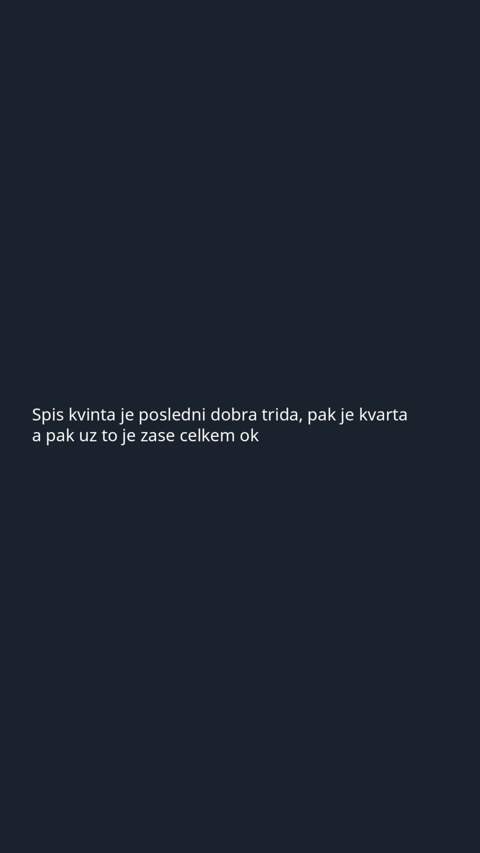 Spis kvinta je posledni dobra trida, pak je kvarta
a pak uz to je zase celkem ok